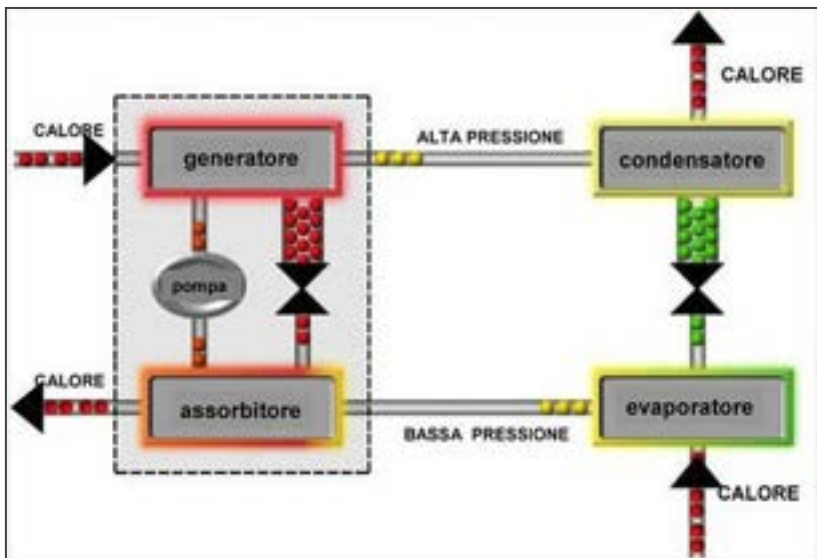 CALORE
CALORE
generatore
ALTA PRESSIONE
condensatore
pompa
CALORE
assorbitore
BASSA PRESSIONE
evaporatore
CALORE